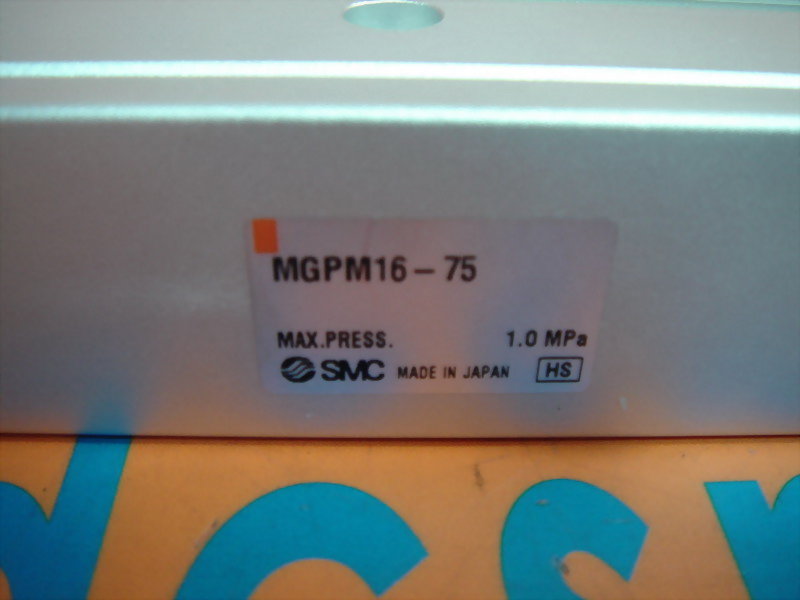 MGPM16-75
MAX.PRESS. 1.0 MPa
SMC MADE IN JAPAN HS